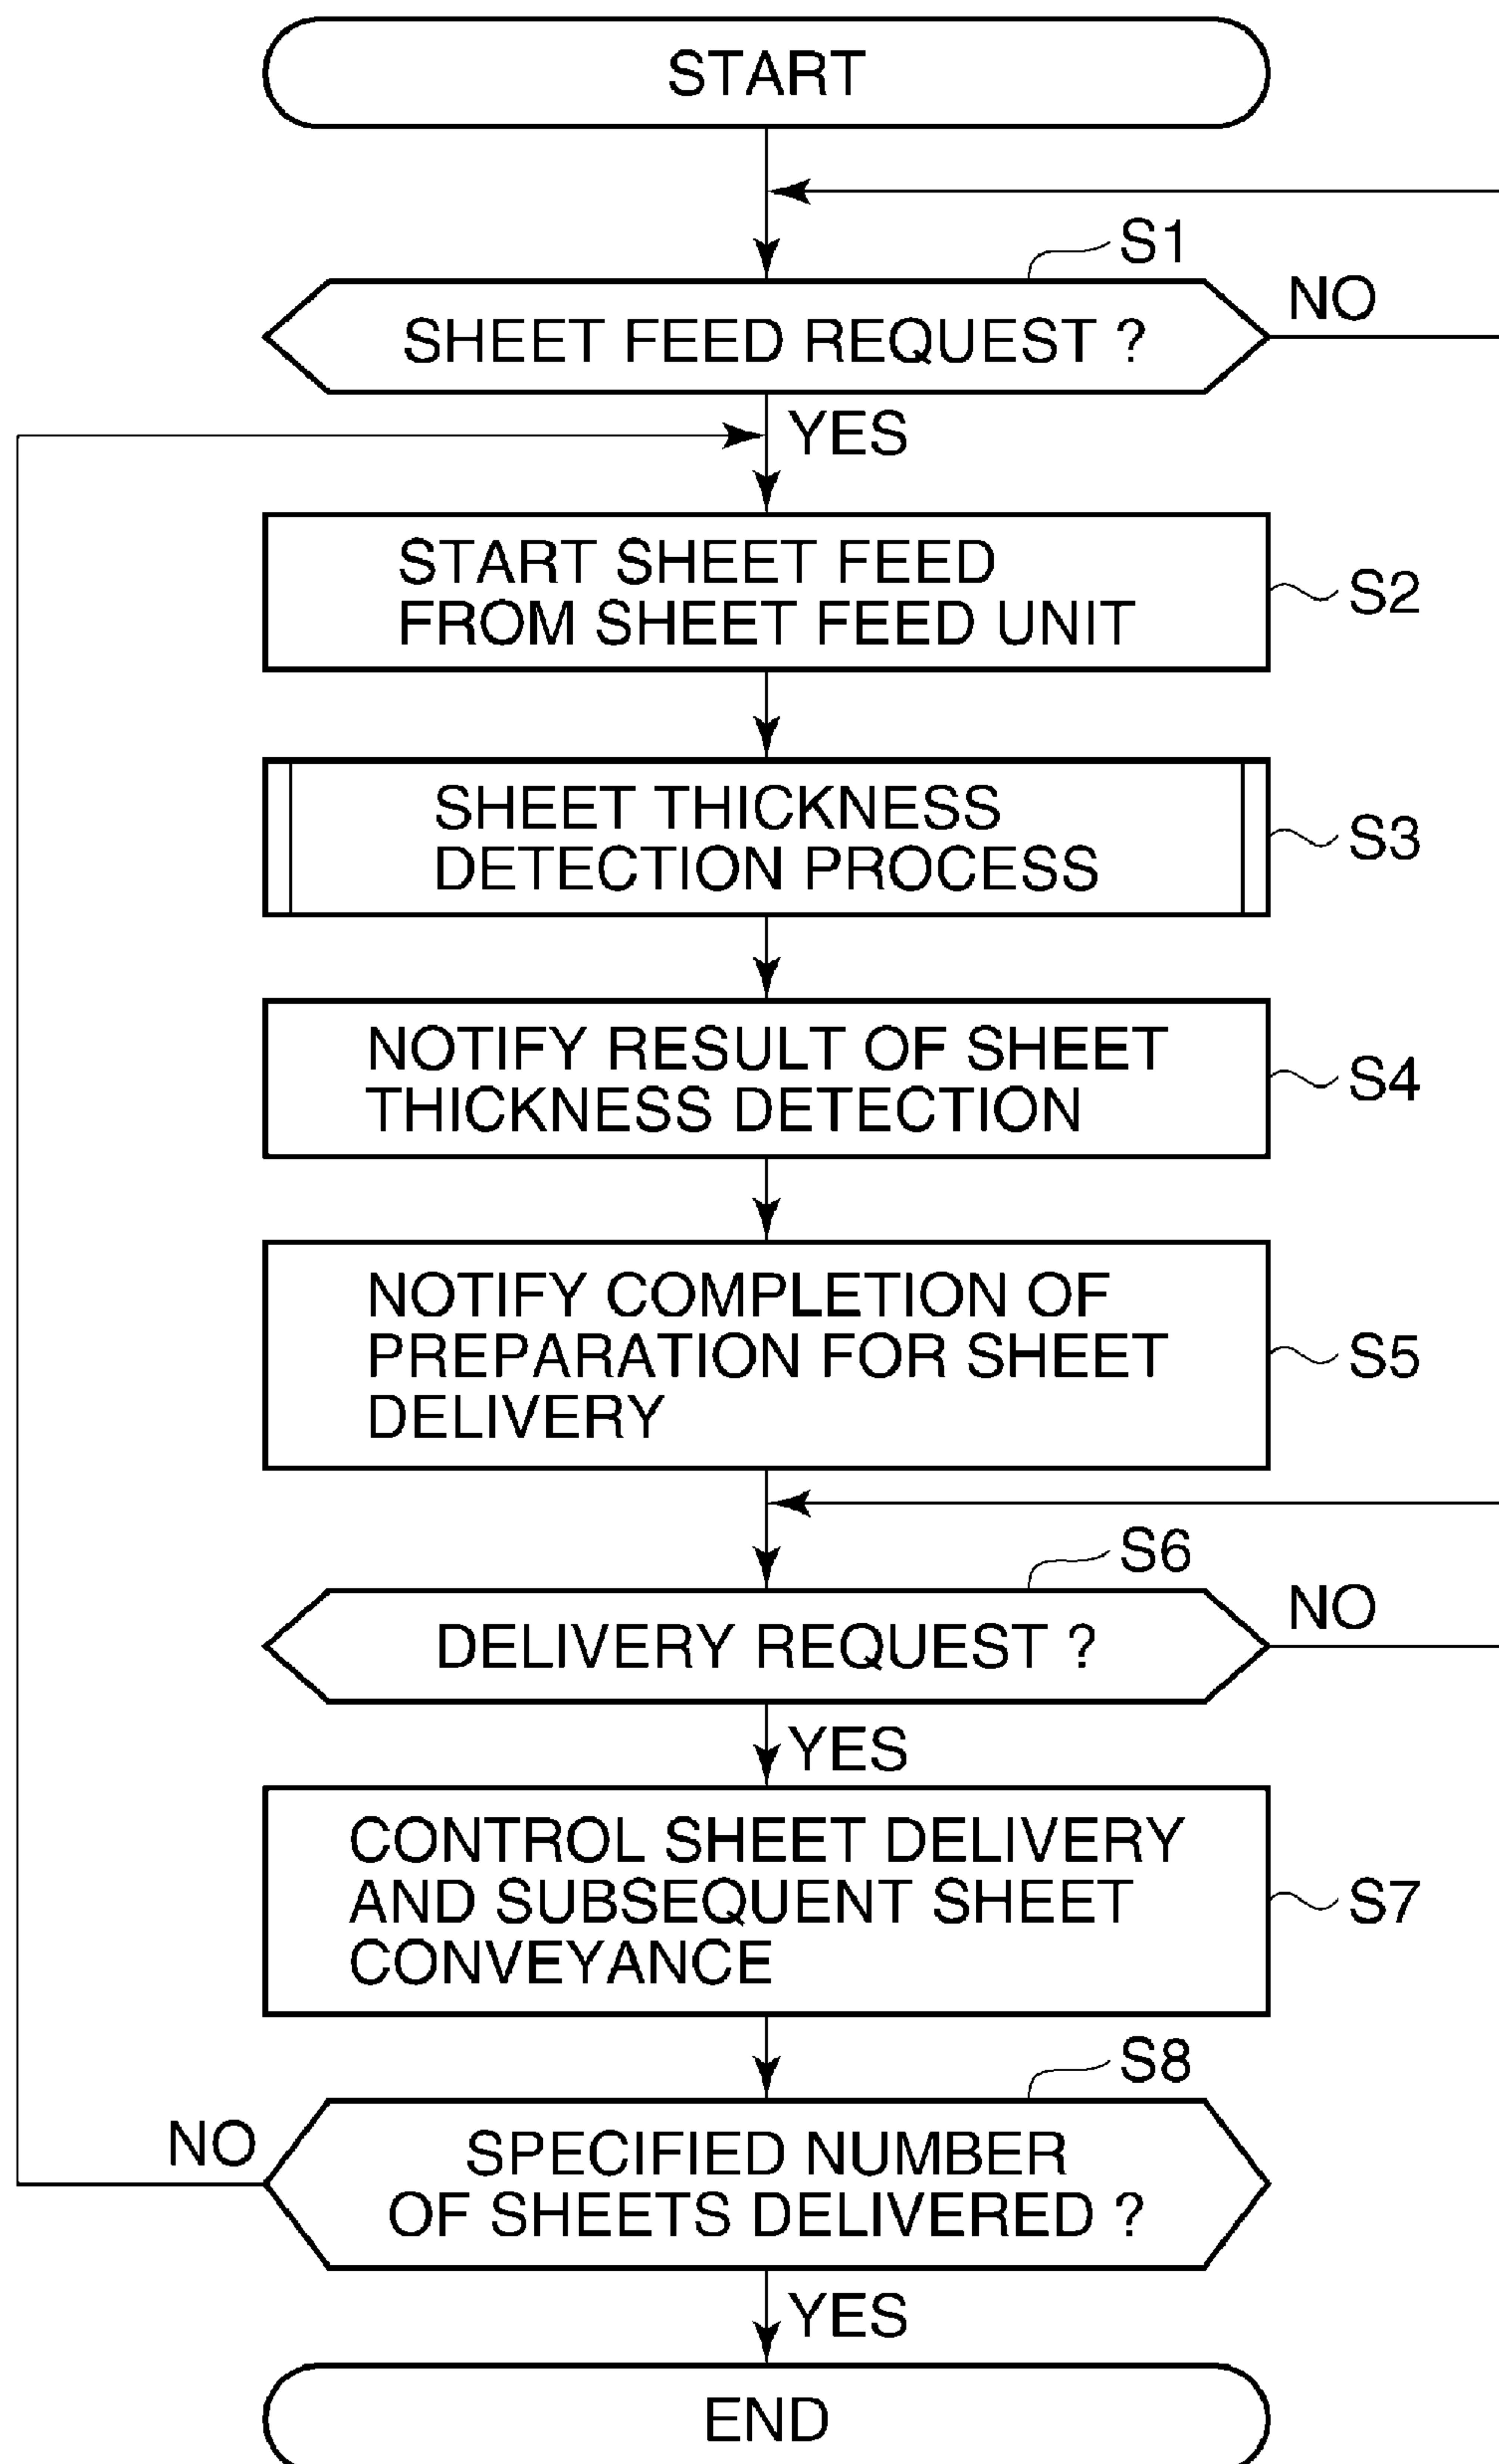 START
S1
SHEET FEED REQUEST ?
NO
YES
START SHEET FEED
FROM SHEET FEED UNIT
S2
SHEET THICKNESS
DETECTION PROCESS
S3
NOTIFY RESULT OF SHEET
THICKNESS DETECTION
S4
NOTIFY COMPLETION OF
PREPARATION FOR SHEET
DELIVERY
S5
S6
DELIVERY REQUEST ?
NO
YES
CONTROL SHEET DELIVERY
AND SUBSEQUENT SHEET
CONVEYANCE
S7
S8
NO
SPECIFIED NUMBER
OF SHEETS DELIVERED ?
YES
END